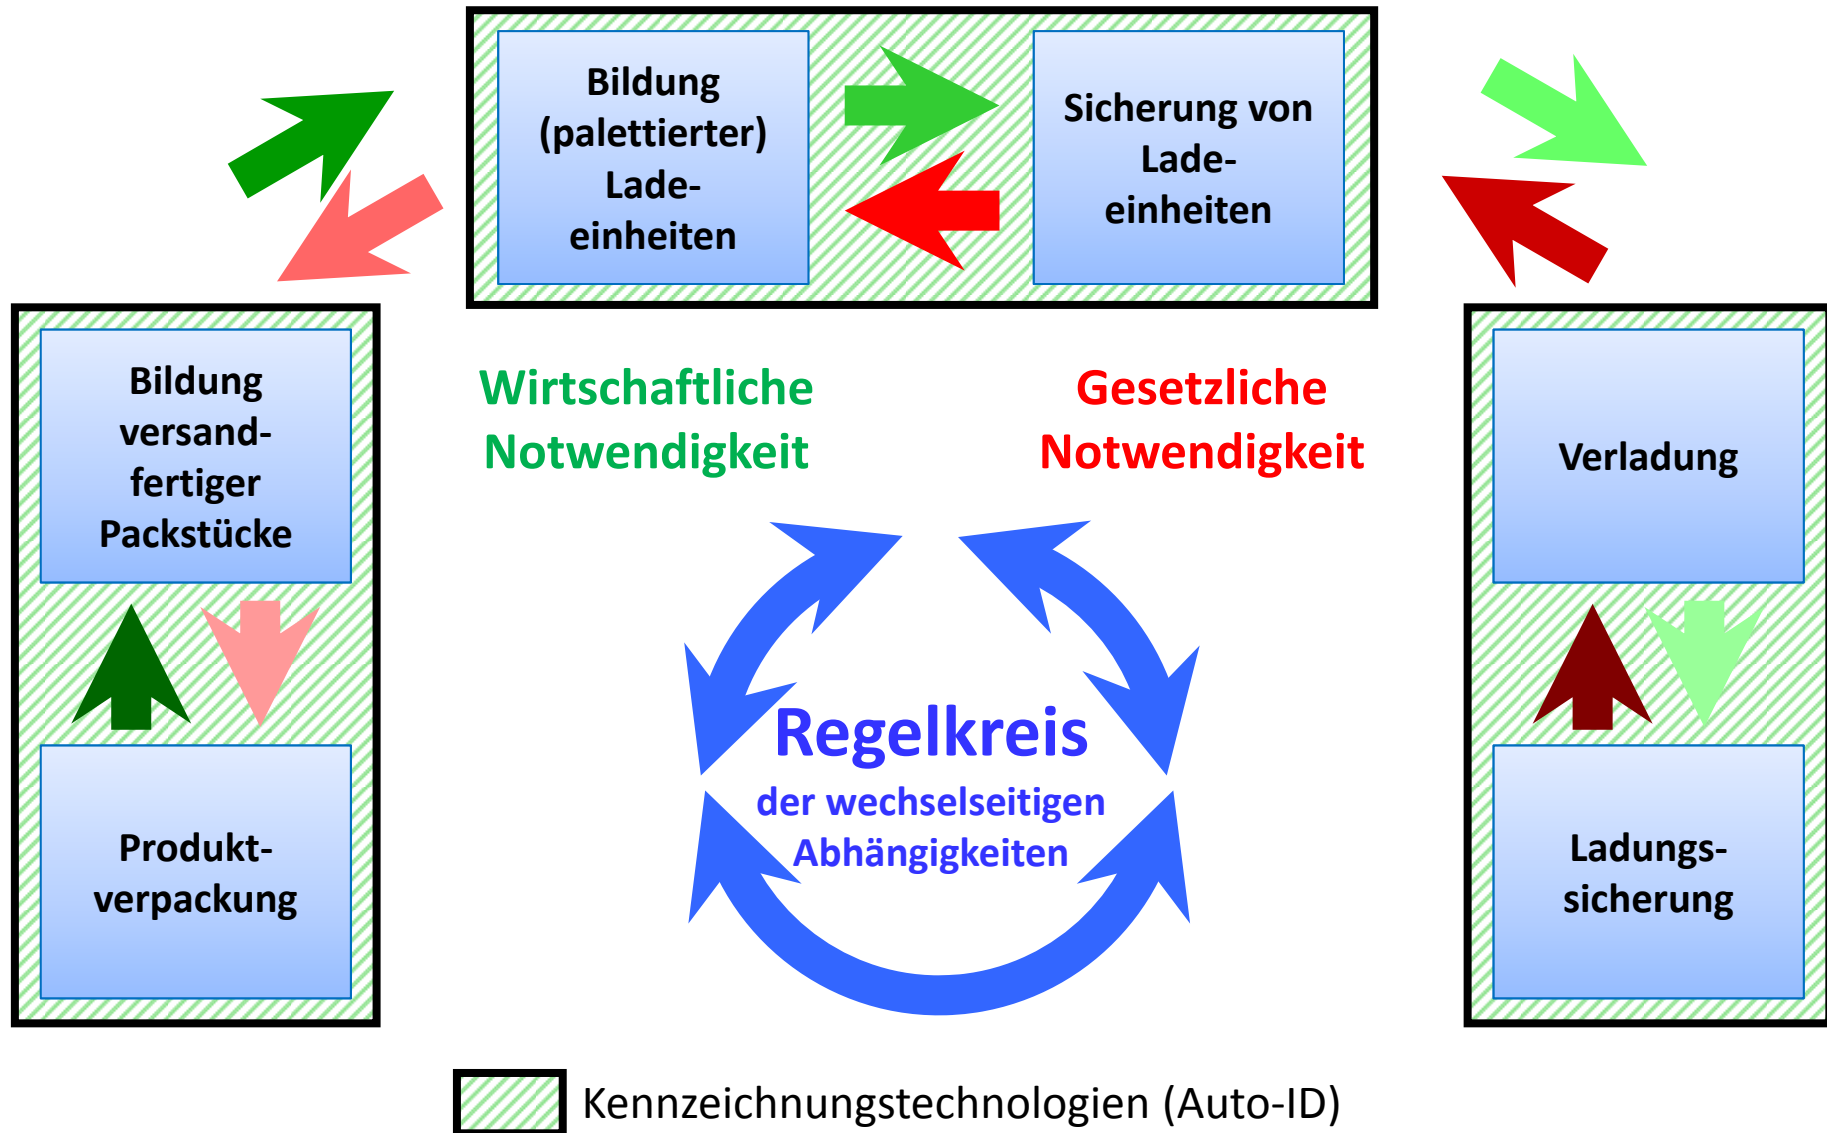 Bildung
(palettierter)
Lade-
einheiten
Sicherung von
Lade-
einheiten
Bildung
versand-
fertiger
Packstücke
Wirtschaftliche
Notwendigkeit
Gesetzliche
Notwendigkeit
Verladung
Regelkreis
der wechselseitigen
Abhängigkeiten
Produkt-
verpackung
Ladungs-
sicherung
Kennzeichnungstechnologien (Auto-ID)